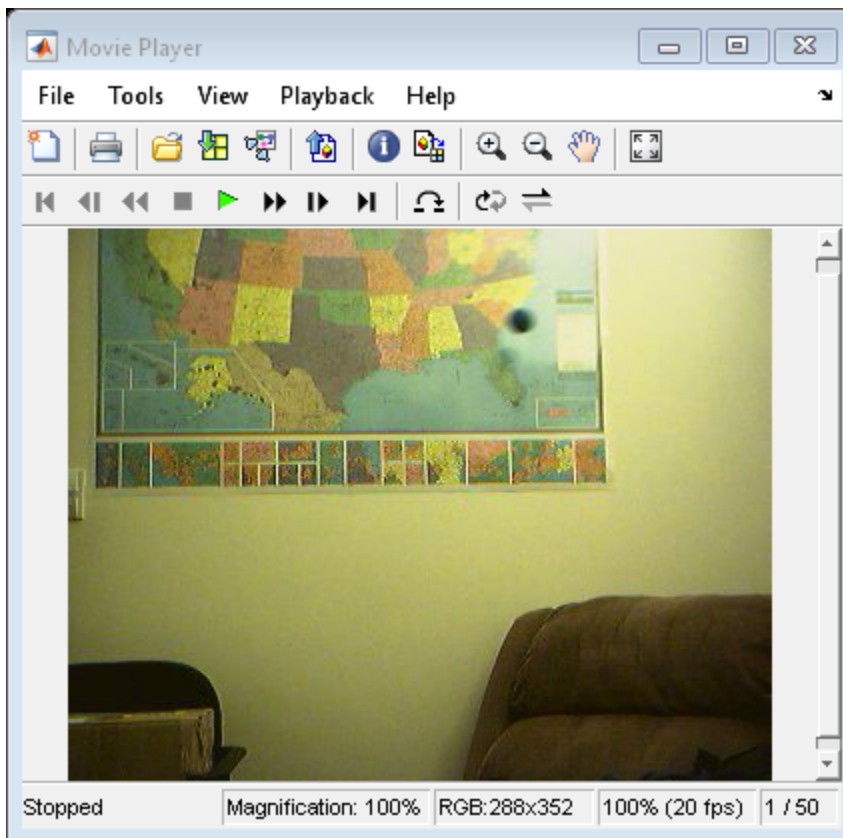 Movie Player
File Tools View Playback Help
Stopped Magnification: 100% RGB:288x352 100% (20 fps) 1 / 50